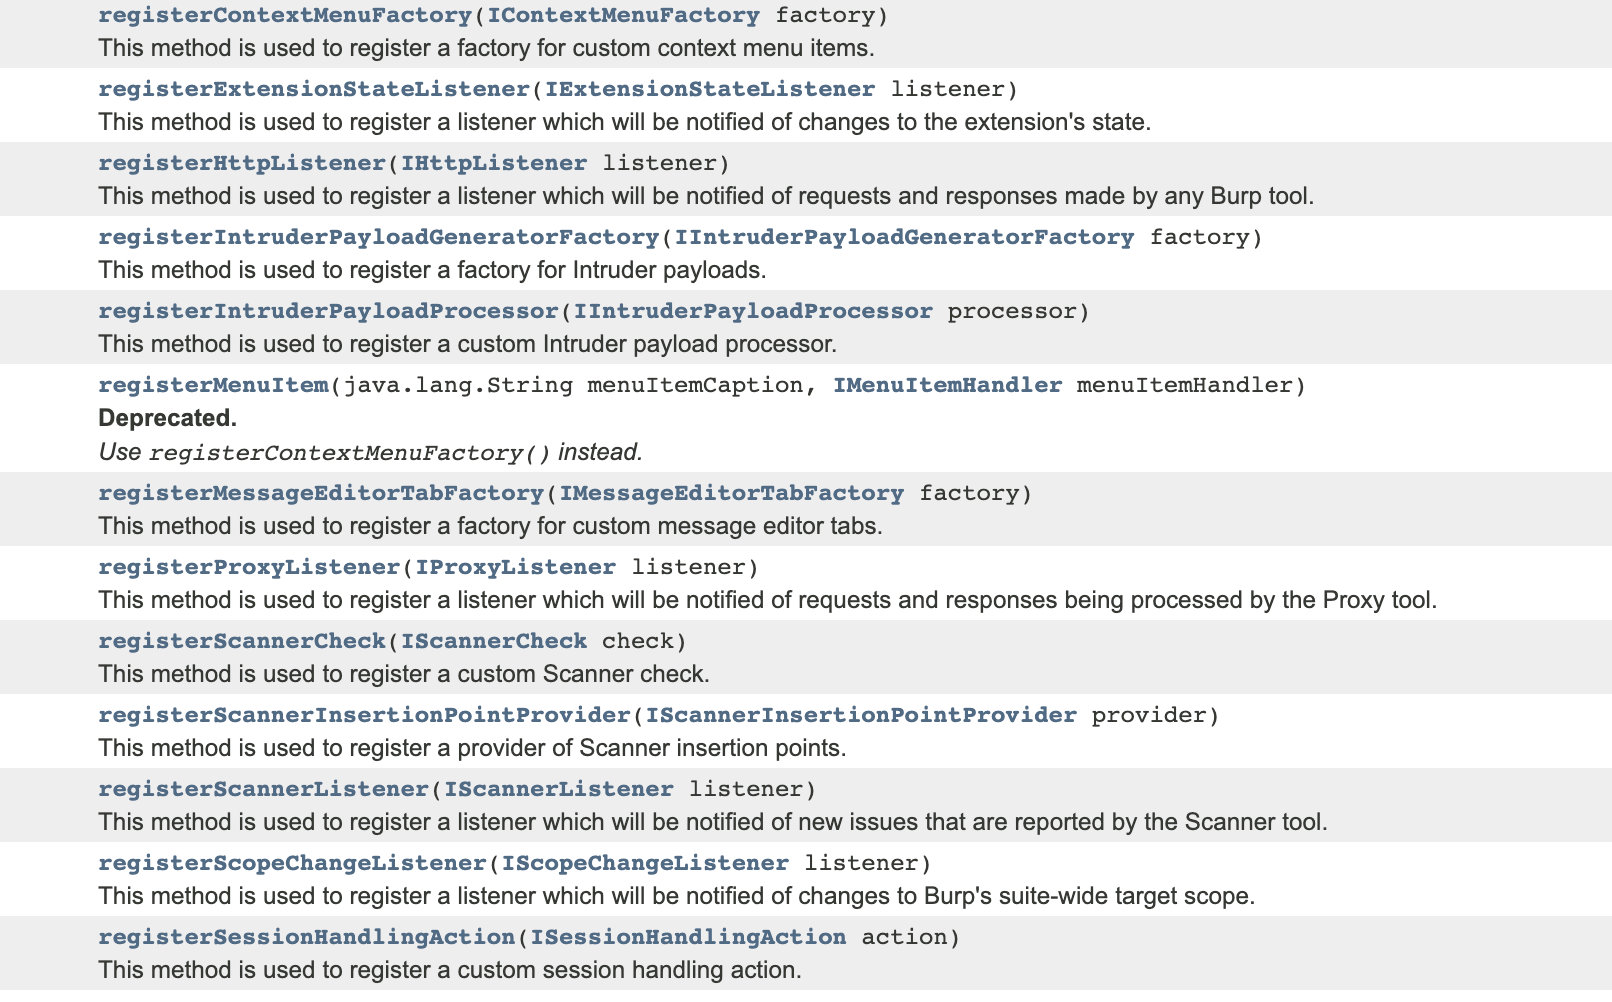 registerContextMenuFactory(IContextMenuFactory factory)
This method is used to register a factory for custom context menu items.
registerExtensionStateListener(IExtensionStateListener listener)
This method is used to register a listener which will be notified of changes to the extension's state.
registerHttpListener(IHttpListener listener)
This method is used to register a listener which will be notified of requests and responses made by any Burp tool.
registerIntruderPayloadGeneratorFactory(IIntruderPayloadGeneratorFactory factory)
This method is used to register a factory for Intruder payloads.
registerIntruderPayloadProcessor(IIntruderPayloadProcessor processor)
This method is used to register a custom Intruder payload processor.
registerMenuItem(java.lang.String menuItemCaption, IMenuItemHandler menuItemHandler)
Deprecated.
Use registerContextMenuFactory() instead.
registerMessageEditorTabFactory(IMessageEditorTabFactory factory)
This method is used to register a factory for custom message editor tabs.
registerProxyListener(IProxyListener listener)
This method is used to register a listener which will be notified of requests and responses being processed by the Proxy tool.
registerScannerCheck(IScannerCheck check)
This method is used to register a custom Scanner check.
registerScannerInsertionPointProvider(IScannerInsertionPointProvider provider)
This method is used to register a provider of Scanner insertion points.
registerScannerListener(IScannerListener listener)
This method is used to register a listener which will be notified of new issues that are reported by the Scanner tool.
registerScopeChangeListener(IScopeChangeListener listener)
This method is used to register a listener which will be notified of changes to Burp's suite-wide target scope.
registerSessionHandlingAction(ISessionHandlingAction action)
This method is used to register a custom session handling action.